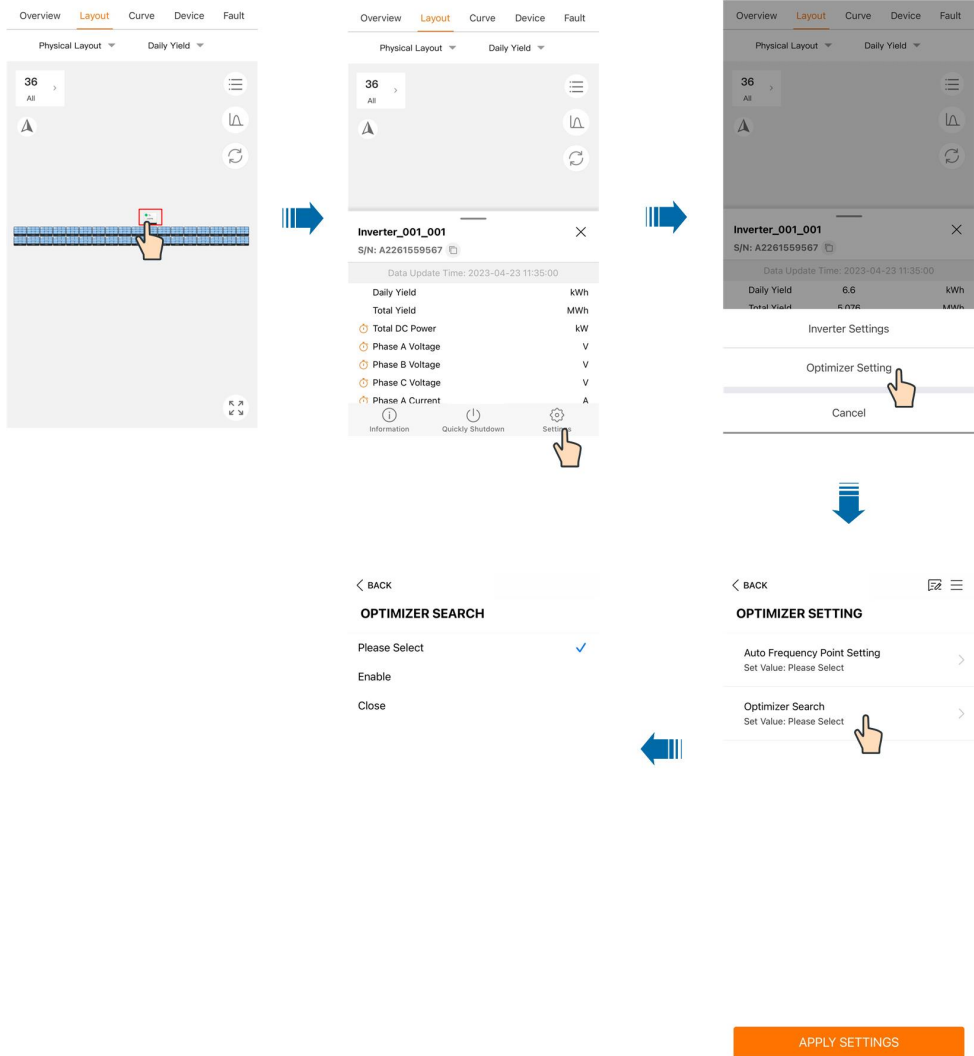 Overview Layout Curve Device Fault
Physical Layout Daily Yield
36
All
Overview Layout Curve Device Fault
Physical Layout Daily Yield
36
All
Inverter_001_001
S/N: A2261559567
Data Update Time: 2023-04-23 11:35:00
Daily Yield kWh
Total Yield MWh
Total DC Power kW
Phase A Voltage V
Phase B Voltage V
Phase C Voltage V
Phase A Current A
Information Quickly Shutdown Settings
Overview Layout Curve Device Fault
Physical Layout Daily Yield
36
All
Inverter_001_001
S/N: A2261559567
Data Update Time: 2023-04-23 11:35:00
Daily Yield 6.6 kWh
Total Yield 5.076 MWh
Inverter Settings
Optimizer Setting
Cancel
BACK
OPTIMIZER SETTING
Auto Frequency Point Setting
Set Value: Please Select
Optimizer Search
Set Value: Please Select
APPLY SETTINGS
BACK
OPTIMIZER SEARCH
Please Select
Enable
Close